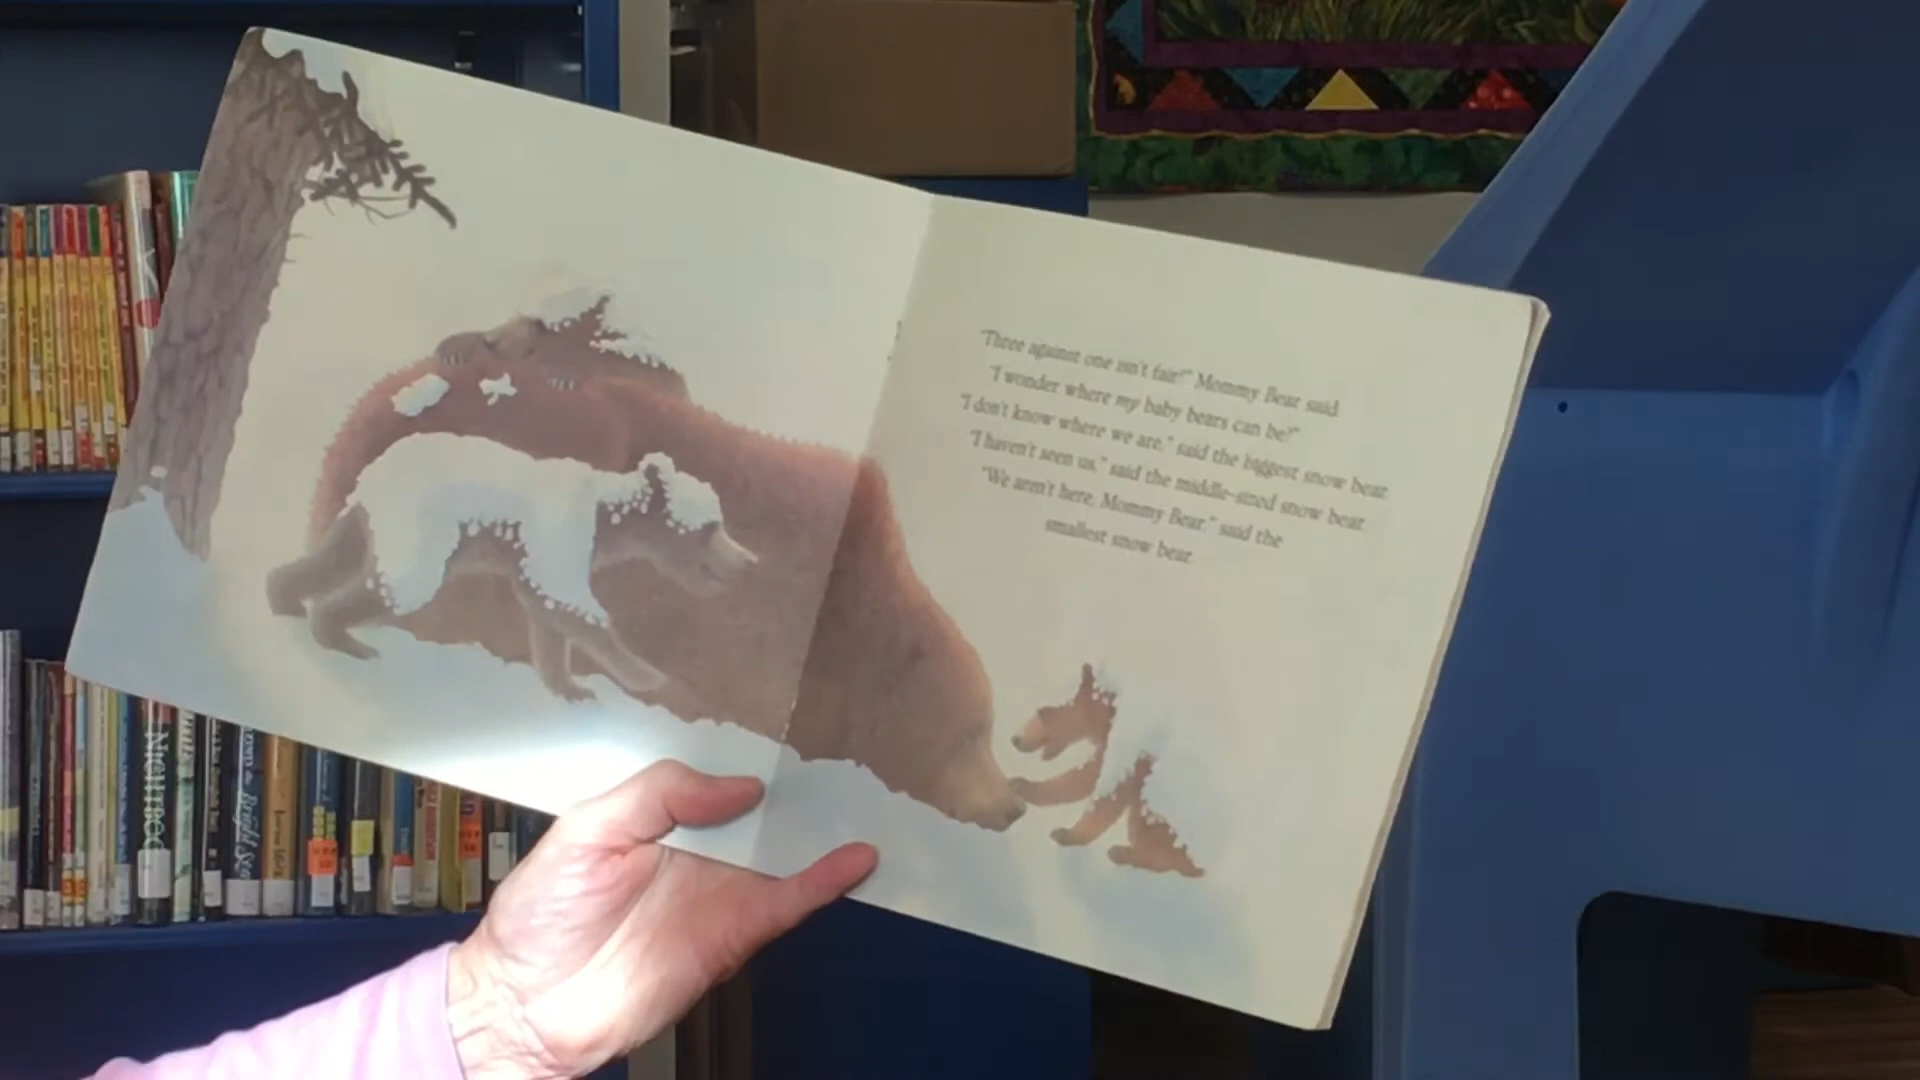 "Three against one isn't fair!" Mommy Bear said.
"I wonder where my baby bears can be?"
"I don't know where we are," said the biggest snow bear.
"I haven't seen us," said the middle-sized snow bear.
"We aren't here, Mommy Bear," said the
smallest snow bear.